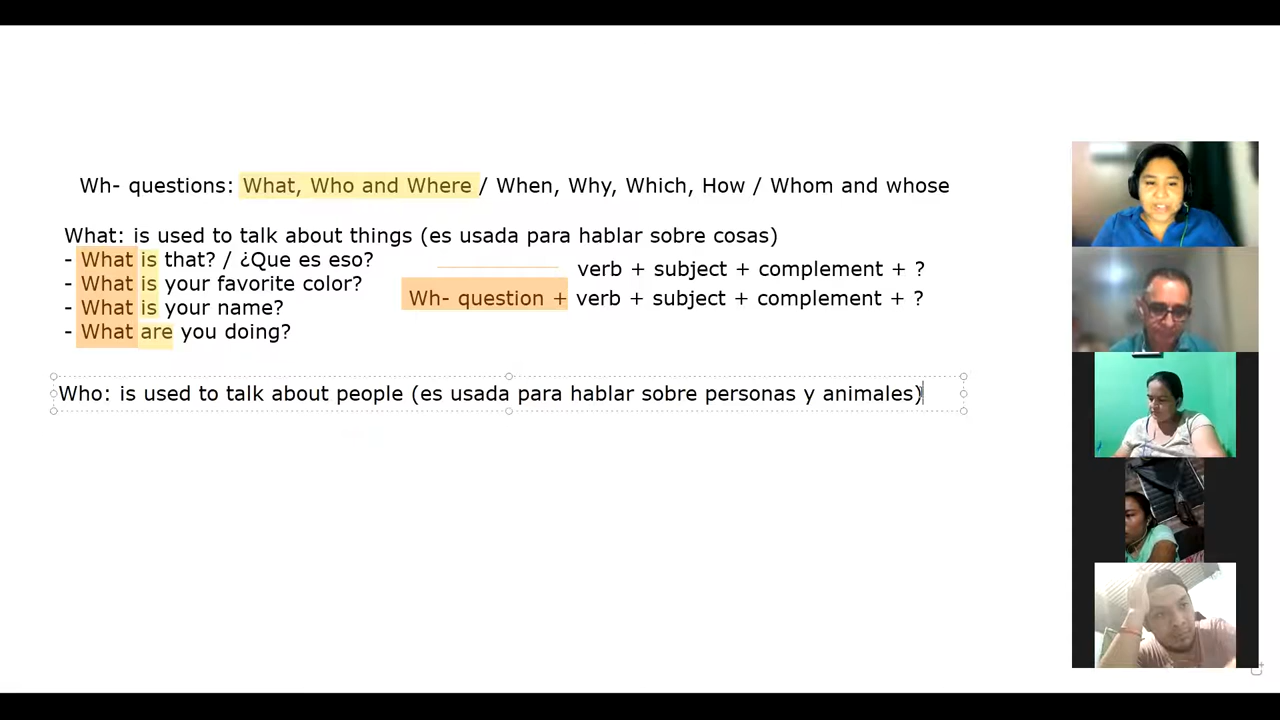 Wh- questions: What, Who and Where / When, Why, Which, How / Whom and whose
What: is used to talk about things (es usada para hablar sobre cosas)
- What is that? / ¿Que es eso?
- What is your favorite color?
- What is your name?
- What are you doing?
verb + subject + complement + ?
Wh- question + verb + subject + complement + ?
Who: is used to talk about people (es usada para hablar sobre personas y animales)